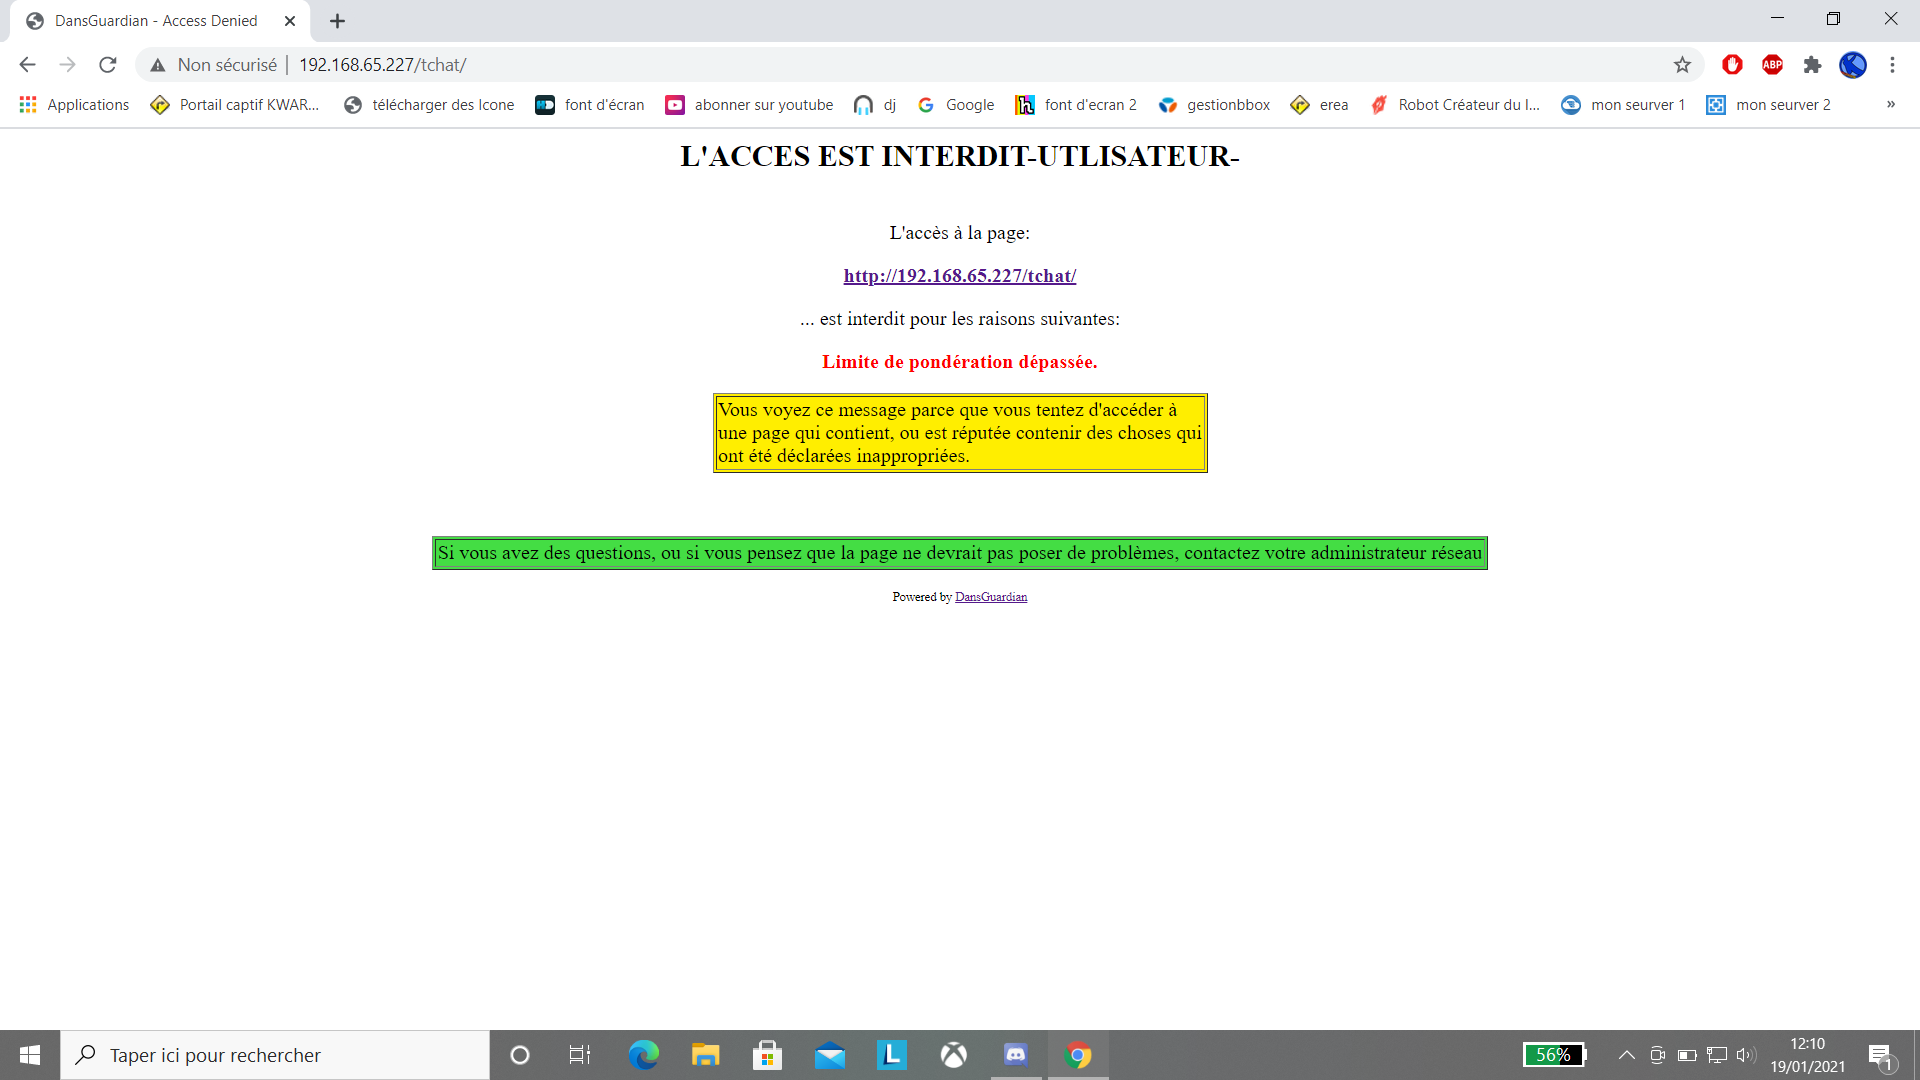 DansGuardian - Access Denied
Non sécurisé
192.168.65.227/tchat/
ABP
Applications
Portail captif KWAR...
télécharger des Icone
font d'écran
abonner sur youtube
dj
Google
font d'ecran 2
gestionbbox
erea
Robot Créateur du l...
mon seurver 1
mon seurver 2
»
L'ACCES EST INTERDIT-UTLISATEUR-
L'accès à la page:
http://192.168.65.227/tchat/
... est interdit pour les raisons suivantes:
Limite de pondération dépassée.
Vous voyez ce message parce que vous tentez d'accéder à
une page qui contient, ou est réputée contenir des choses qui
ont été déclarées inappropriées.
Si vous avez des questions, ou si vous pensez que la page ne devrait pas poser de problèmes, contactez votre administrateur réseau
Powered by DansGuardian
Taper ici pour rechercher
L
56%
12:10
19/01/2021
1